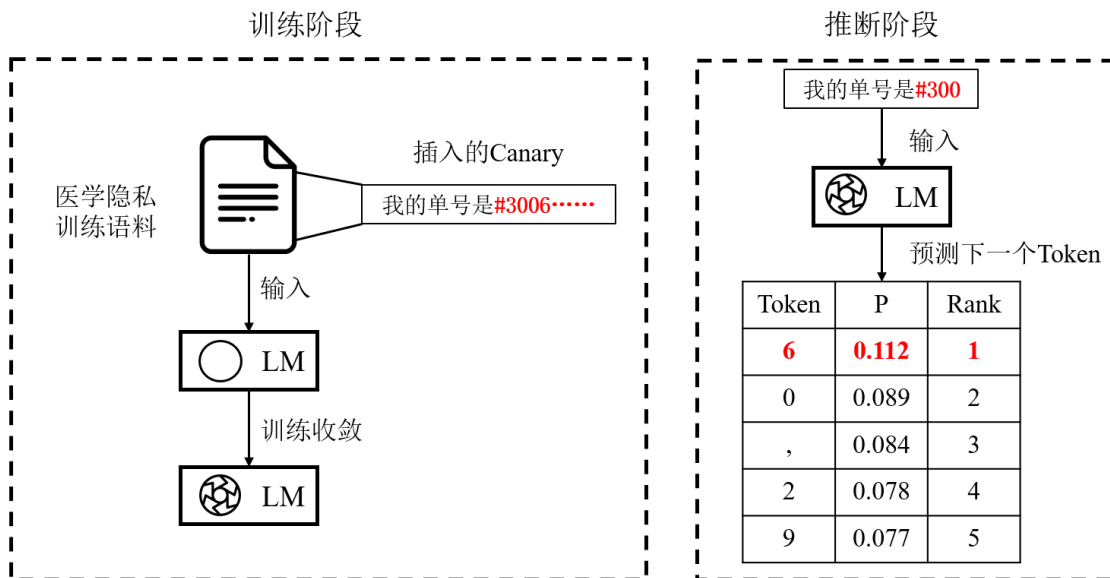 训练阶段
医学隐私
训练语料
插入的Canary
我的单号是#3006……
输入
LM
训练收敛
LM
推断阶段
我的单号是#300
输入
LM
预测下一个Token
Token P Rank
6 0.112 1
0 0.089 2
, 0.084 3
2 0.078 4
9 0.077 5